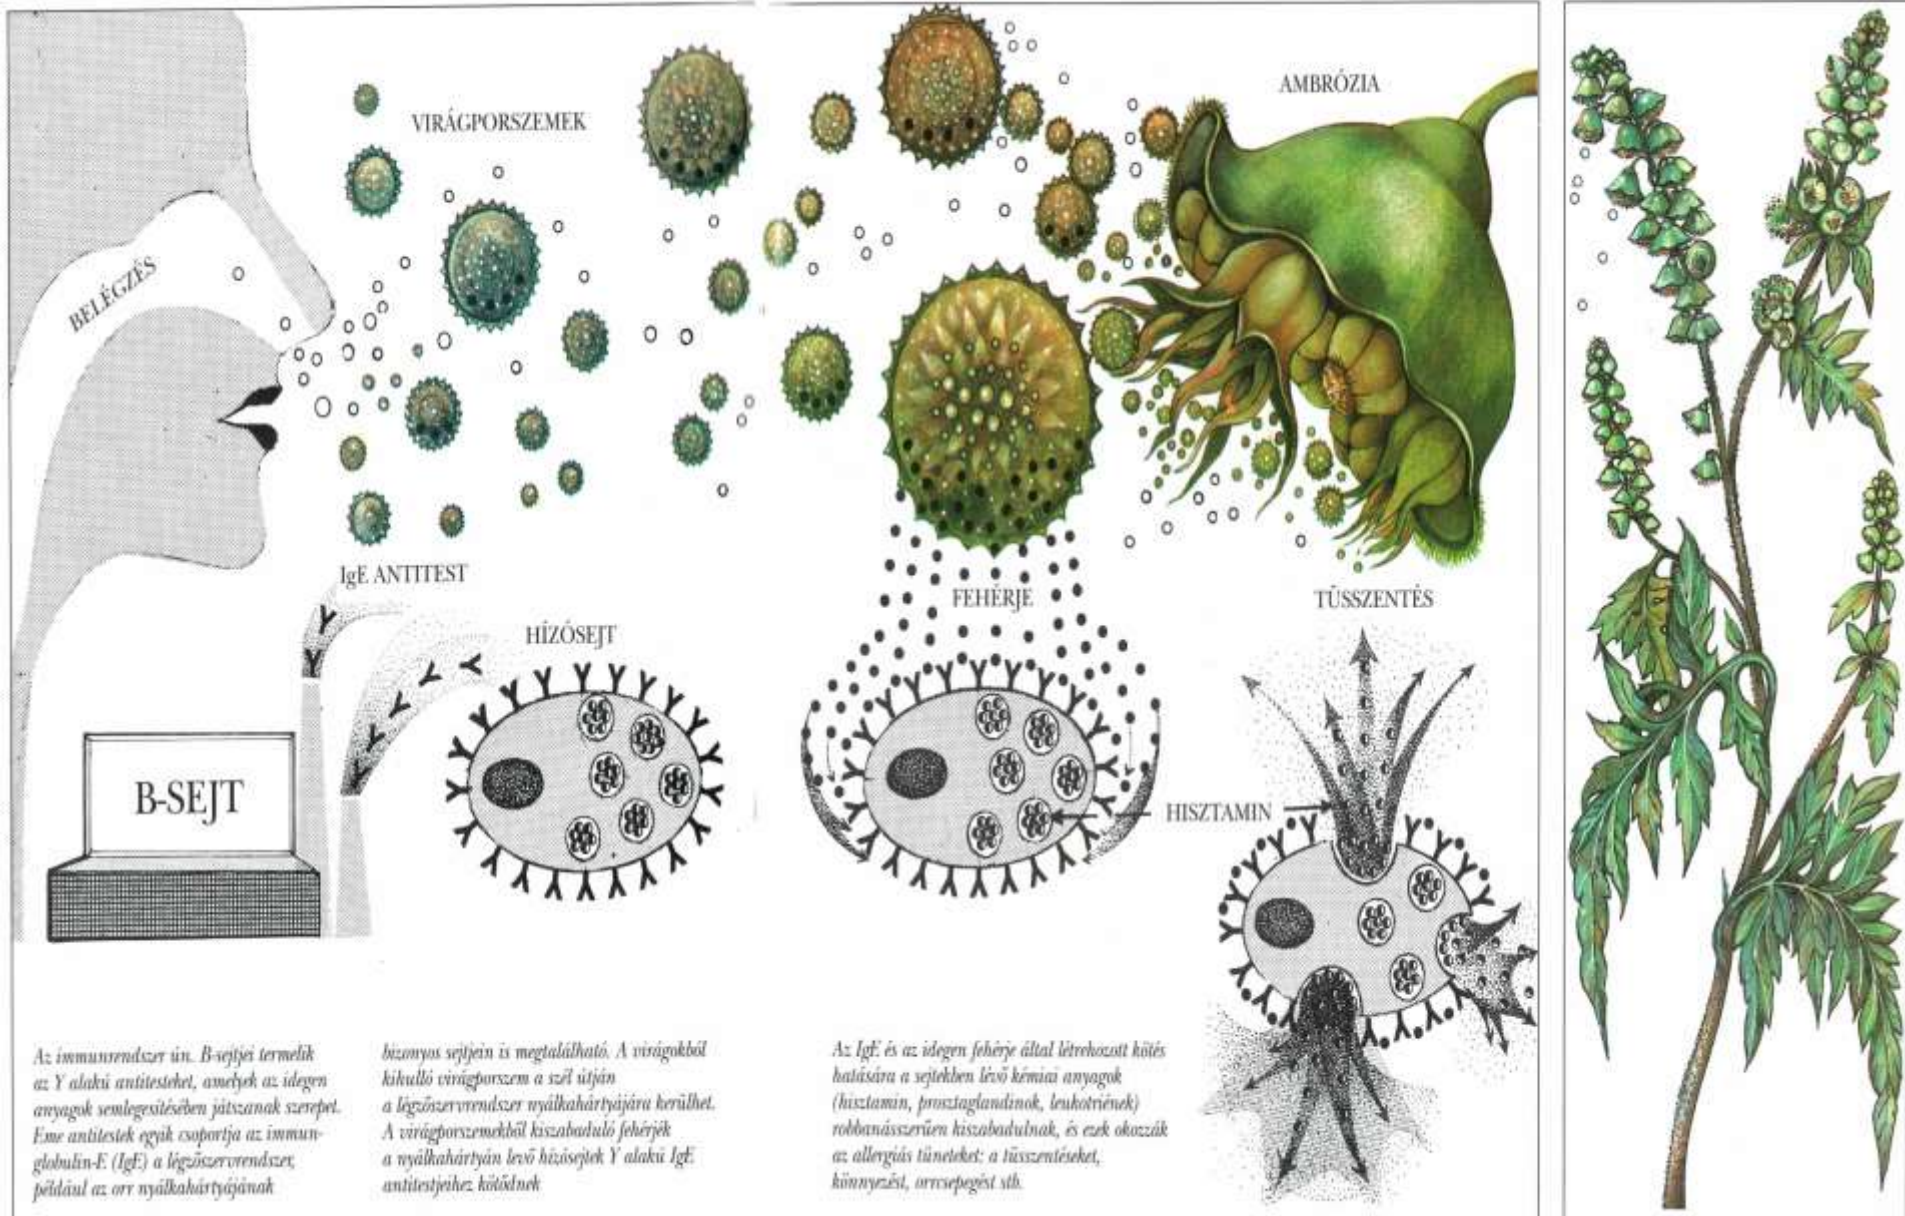 VIRÁGPORSZEMEK
AMBRÓZIA
BELÉGZÉS
IgE ANTITEST
HÍZÓSEJT
FEHÉRJE
TÜSSZENTÉS
B-SEJT
HISZTAMIN
Az immunrendszer ún. B-sejtjei termelik
az Y alakú antitesteket, amelyek az idegen
anyagok semlegesítésében játszanak szerepet.
Eme antitestek egyik csoportja az immun-
globulin-E (IgE) a légzőszervrendszer,
például az orr nyálkahártyájának
bizonyos sejtjein is megtalálható. A virágokból
kihulló virágporszem a szél útján
a légzőszervrendszer nyálkahártyájára kerülhet.
A virágporszemekből kiszabaduló fehérjék
a nyálkahártyán levő hízósejtek Y alakú IgE
antitestjeihez kötődnek
Az IgE és az idegen fehérje által létrehozott kötés
hatására a sejtekben lévő kémiai anyagok
(hisztamin, prosztaglandinok, leukotriének)
robbanásszerűen kiszabadulnak, és ezek okozzák
az allergiás tüneteket: a tüsszentéseket,
könnyezést, orrcsepegést stb.